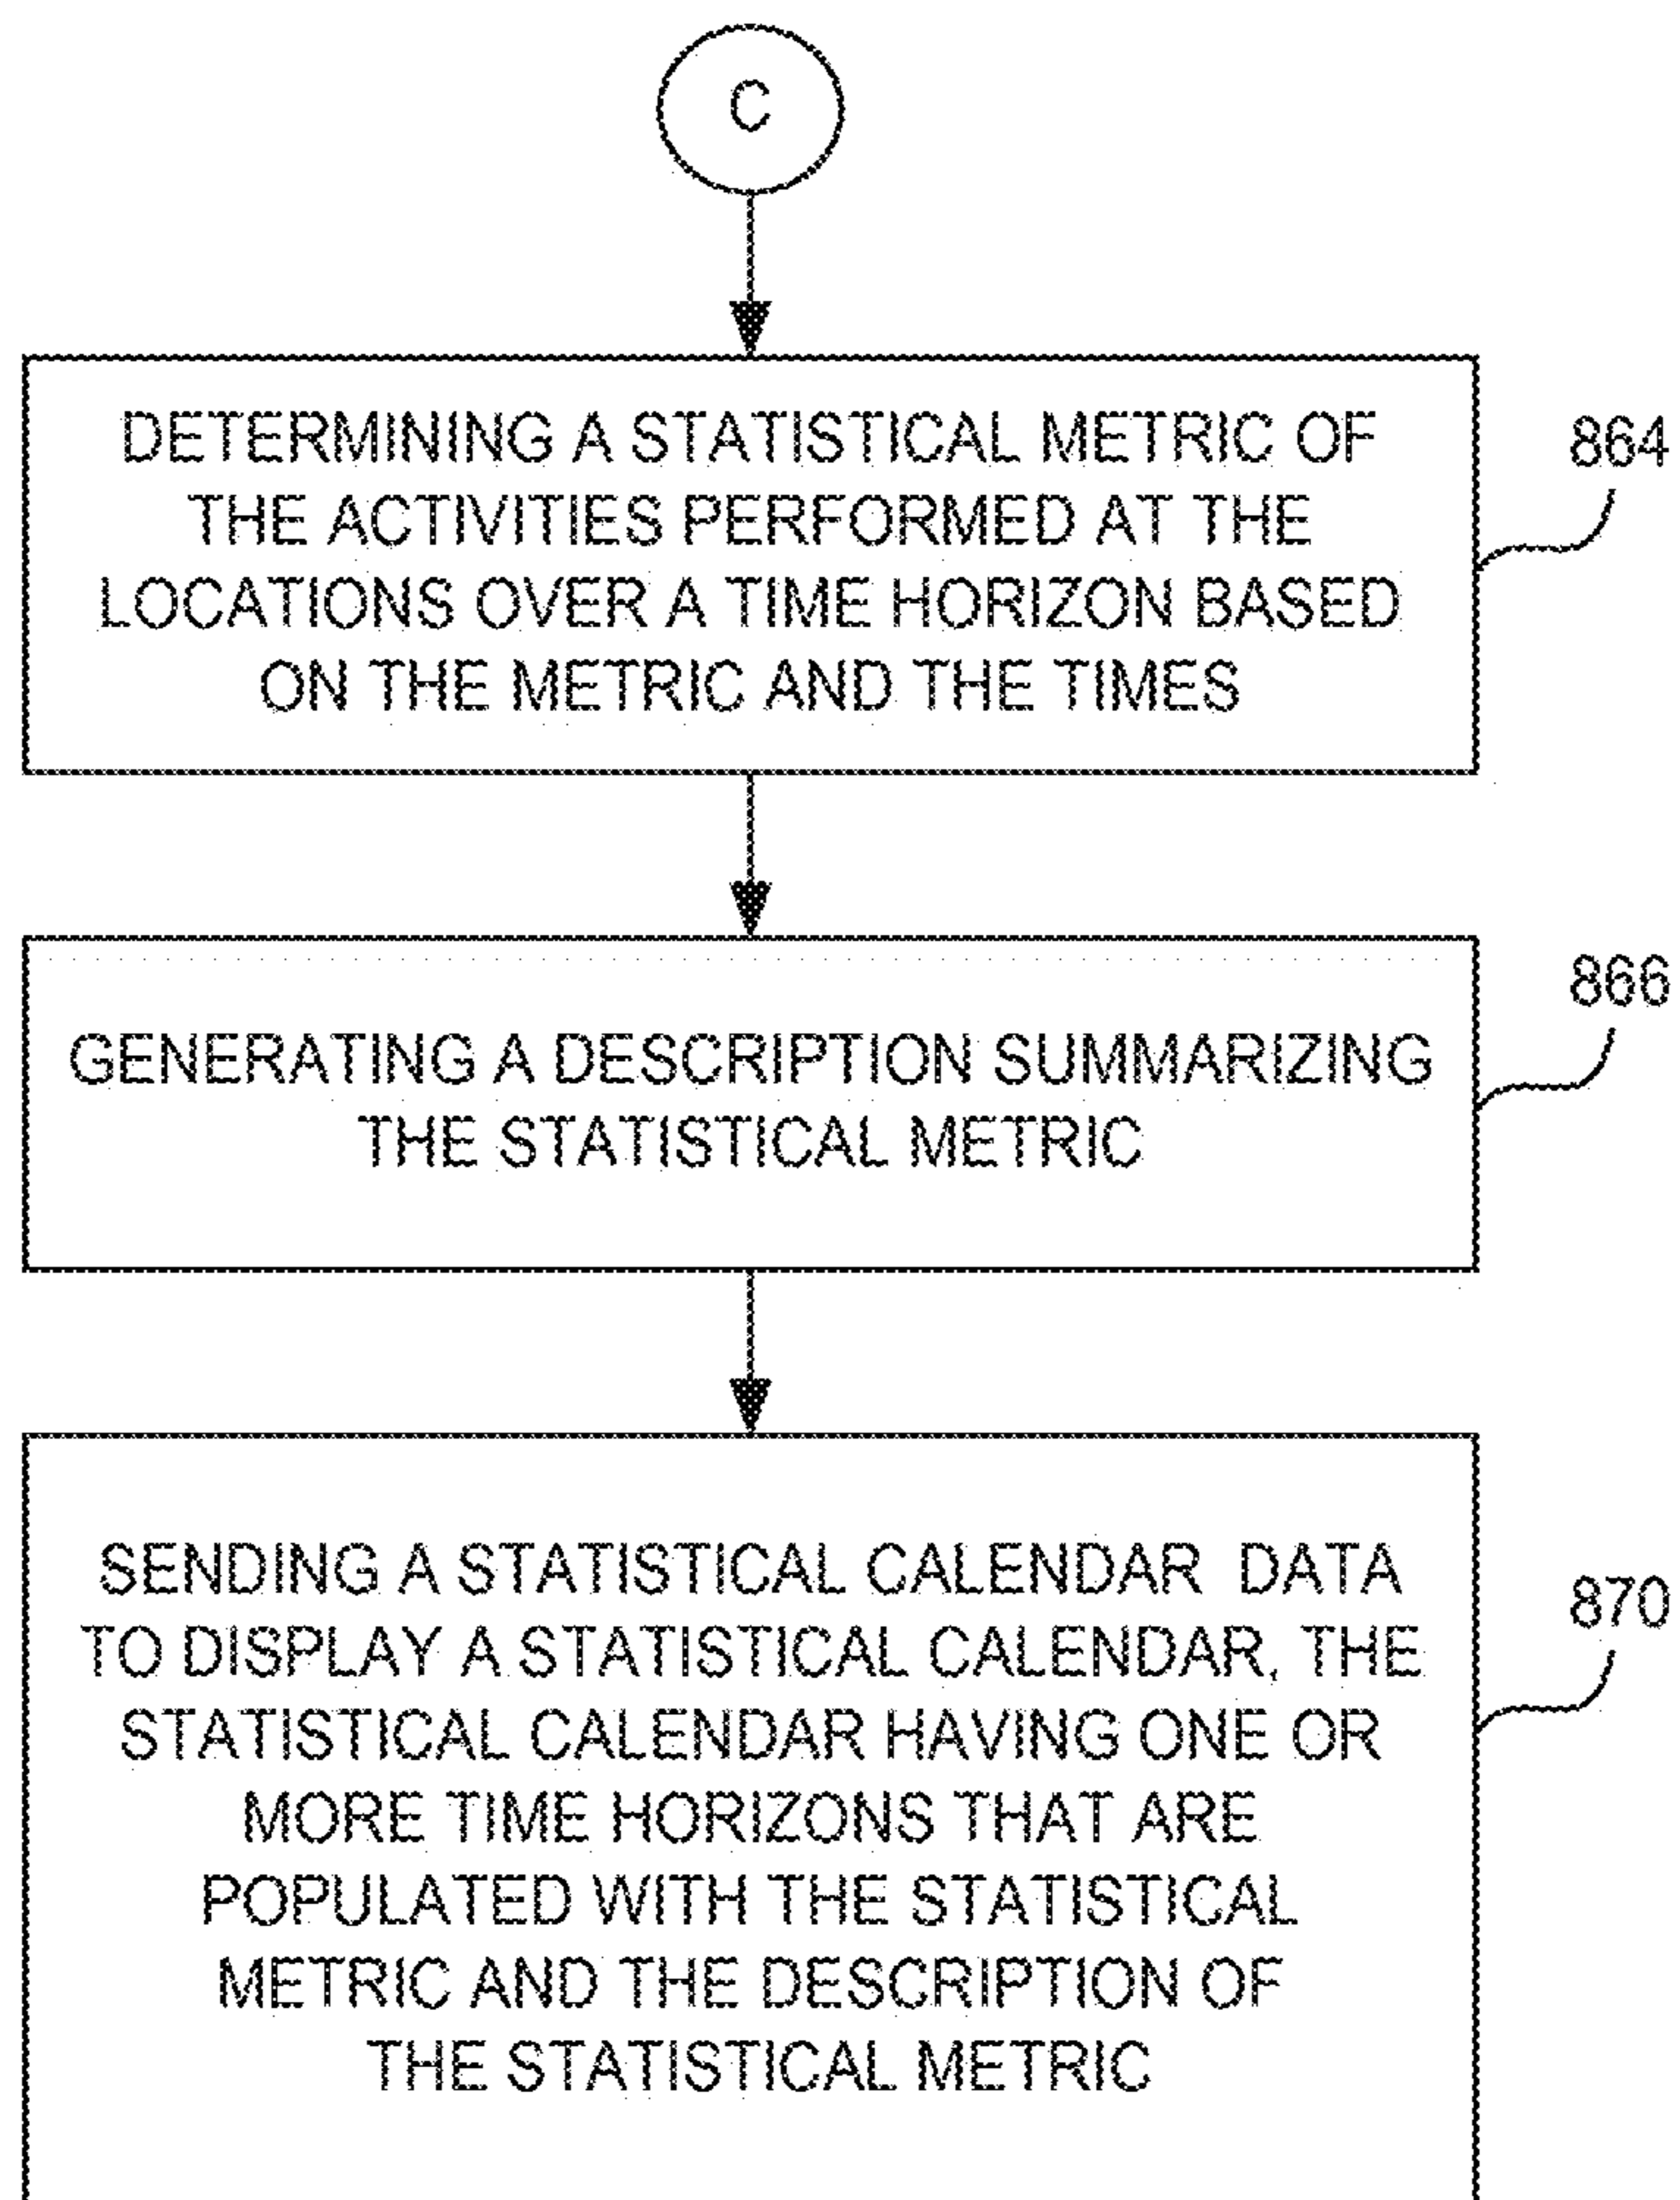 C
DETERMINING A STATISTICAL METRIC OF
THE ACTIVITIES PERFORMED AT THE
LOCATIONS OVER A TIME HORIZON BASED
ON THE METRIC AND THE TIMES
864
GENERATING A DESCRIPTION SUMMARIZING
THE STATISTICAL METRIC
866
SENDING A STATISTICAL CALENDAR DATA
TO DISPLAY A STATISTICAL CALENDAR, THE
STATISTICAL CALENDAR HAVING ONE OR
MORE TIME HORIZONS THAT ARE
POPULATED WITH THE STATISTICAL
METRIC AND THE DESCRIPTION OF
THE STATISTICAL METRIC
870